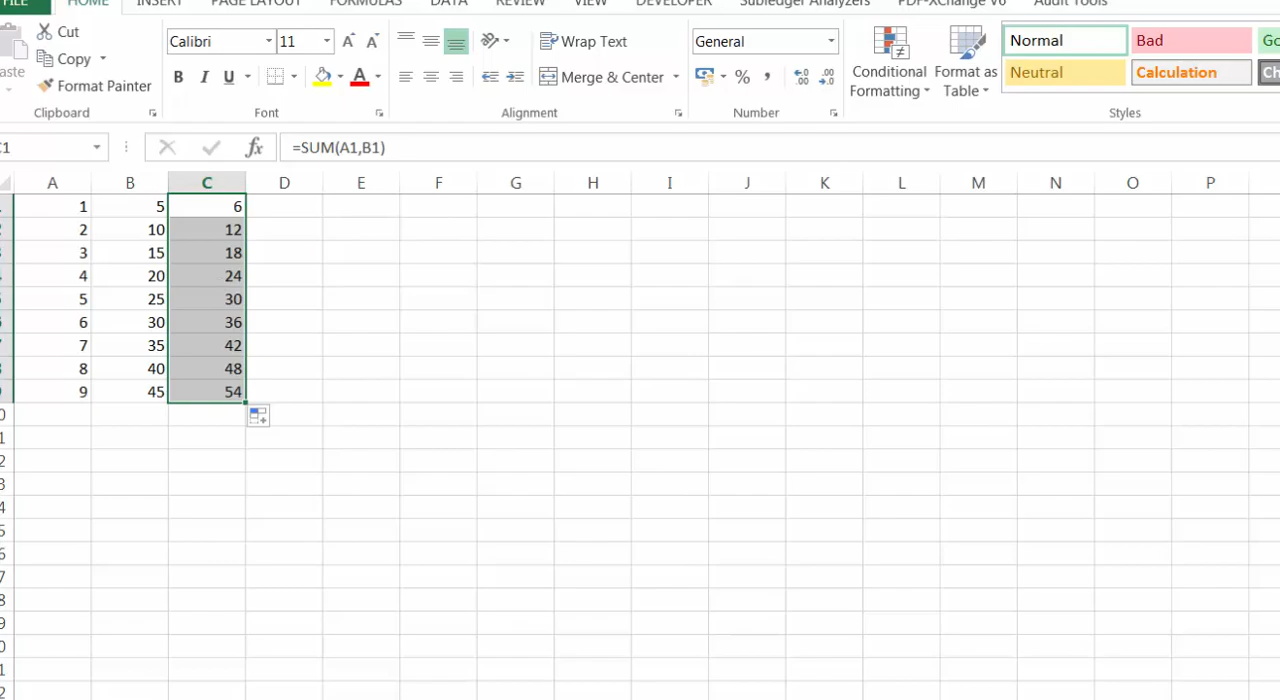 FILE HOME INSERT PAGE LAYOUT FORMULAS DATA REVIEW VIEW DEVELOPER Subledger Analyzers PDF-XChange V6 Audit Tools
Cut Calibri 11 A A Wrap Text General Normal Bad
Copy Conditional Format as
Format Painter B I U A Merge & Center % , Formatting Table Neutral Calculation
Clipboard Font Alignment Number Styles
C1 fx =SUM(A1,B1)
A B C D E F G H I J K L M N O P
1 5 6
2 10 12
3 15 18
4 20 24
5 25 30
6 30 36
7 35 42
8 40 48
9 45 54